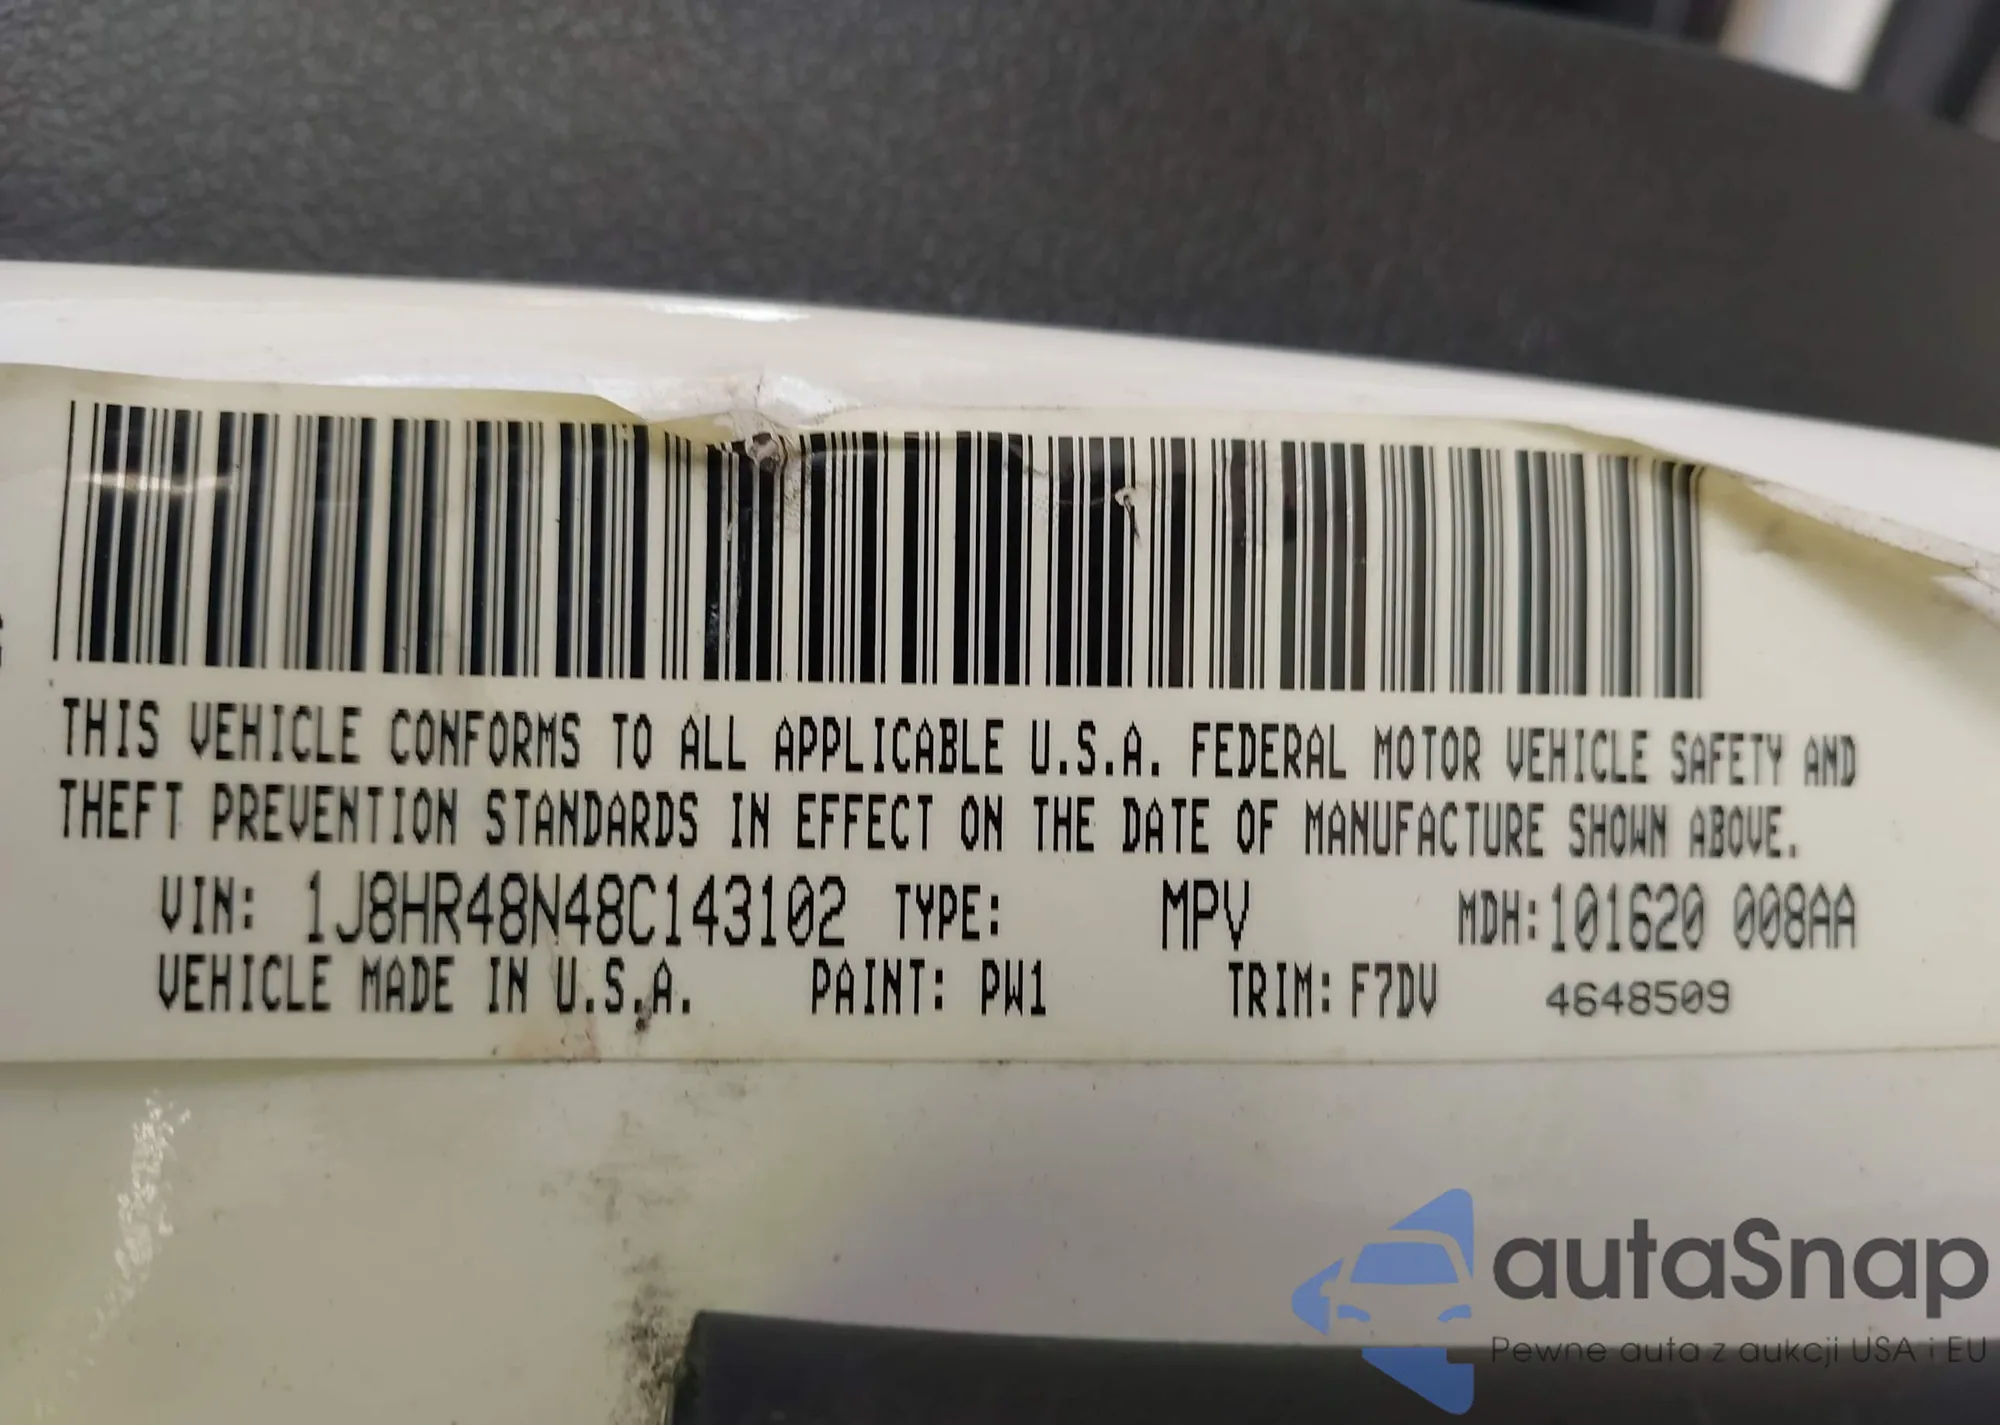 THIS VEHICLE CONFORMS TO ALL APPLICABLE U.S.A. FEDERAL MOTOR VEHICLE SAFETY AND
THEFT PREVENTION STANDARDS IN EFFECT ON THE DATE OF MANUFACTURE SHOWN ABOVE.
VIN: 1J8HR48N48C143102 TYPE: MPV MDH:101620 008AA
VEHICLE MADE IN U.S.A. PAINT: PW1 TRIM: F7DV 4648509
autaSnap
Pewne auta z aukcji USA i EU